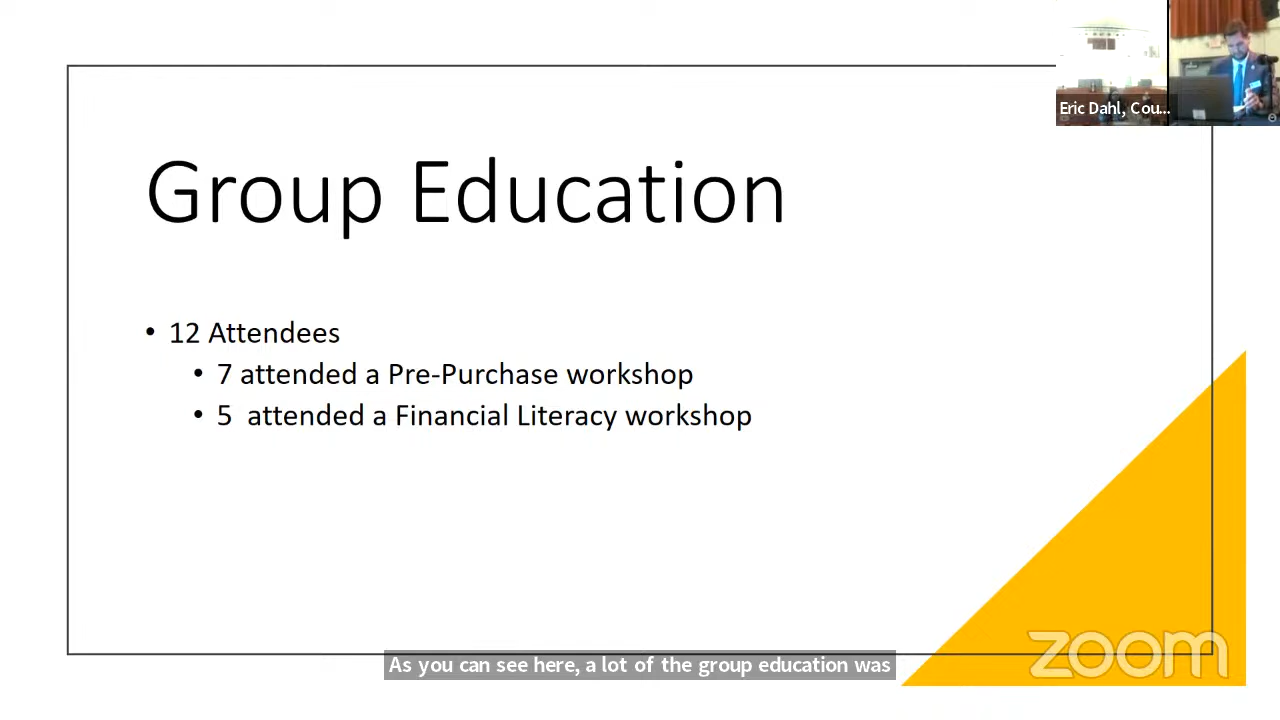 Eric Dahl, Cou...
Group Education
• 12 Attendees
• 7 attended a Pre-Purchase workshop
• 5 attended a Financial Literacy workshop
zoom
As you can see here, a lot of the group education was